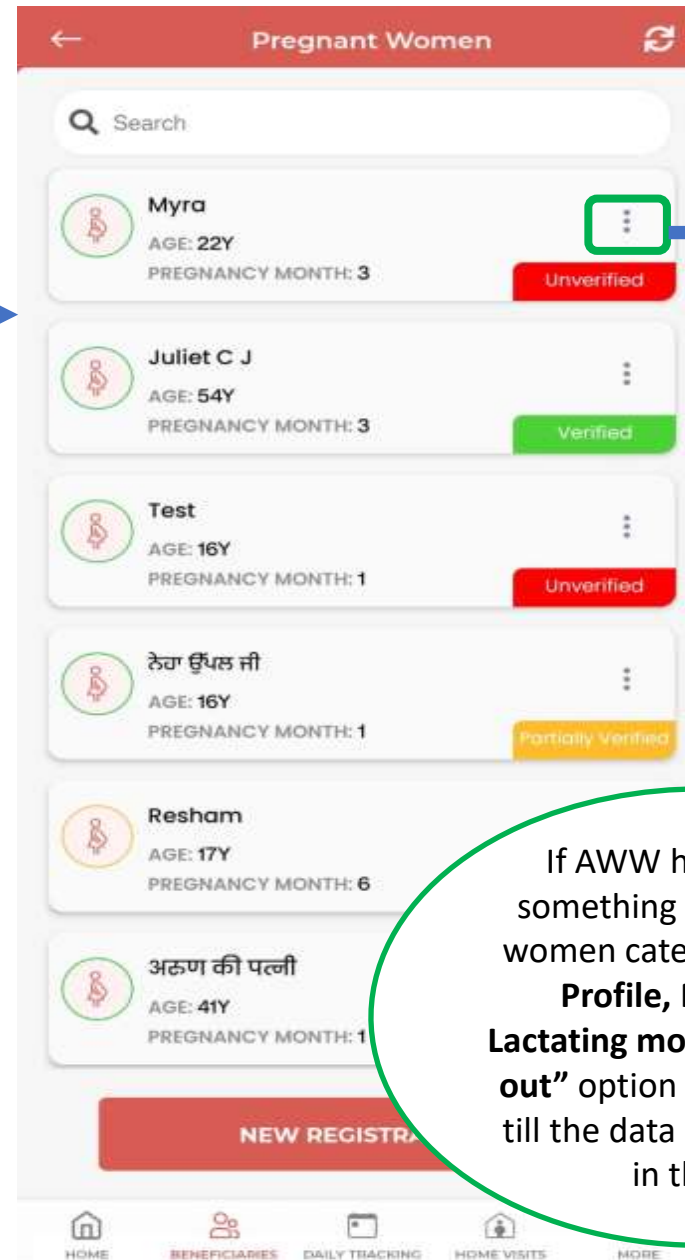 Pregnant Women
Search
Myra
AGE: 22Y
PREGNANCY MONTH: 3
Unverified
Juliet C J
AGE: 54Y
PREGNANCY MONTH: 3
Verified
Test
AGE: 16Y
PREGNANCY MONTH: 1
Unverified
ਨੇਹਾ ਉੱਪਲ ਜੀ
AGE: 16Y
PREGNANCY MONTH: 1
Partially Verified
Resham
AGE: 17Y
PREGNANCY MONTH: 6
अरुण की पत्नी
AGE: 41Y
PREGNANCY MONTH: 1
If AWW h
something
women cate
Profile,
Lactating mo
out” option
till the data
in th
NEW REGISTRA
HOME BENEFICIARIES DAILY TRACKING HOME VISITS MORE